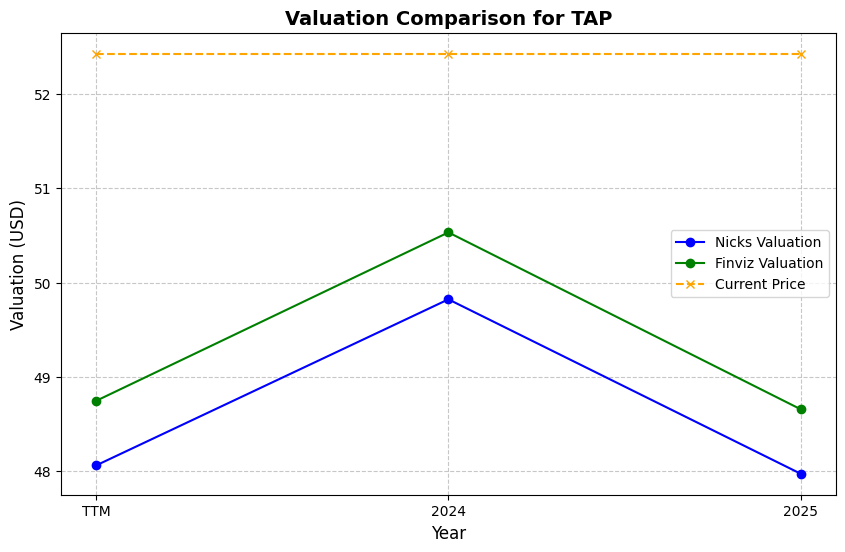 Valuation Comparison for TAP
Valuation (USD)
52
51
50
49
48
Nicks Valuation
Finviz Valuation
Current Price
TTM
2024
2025
Year